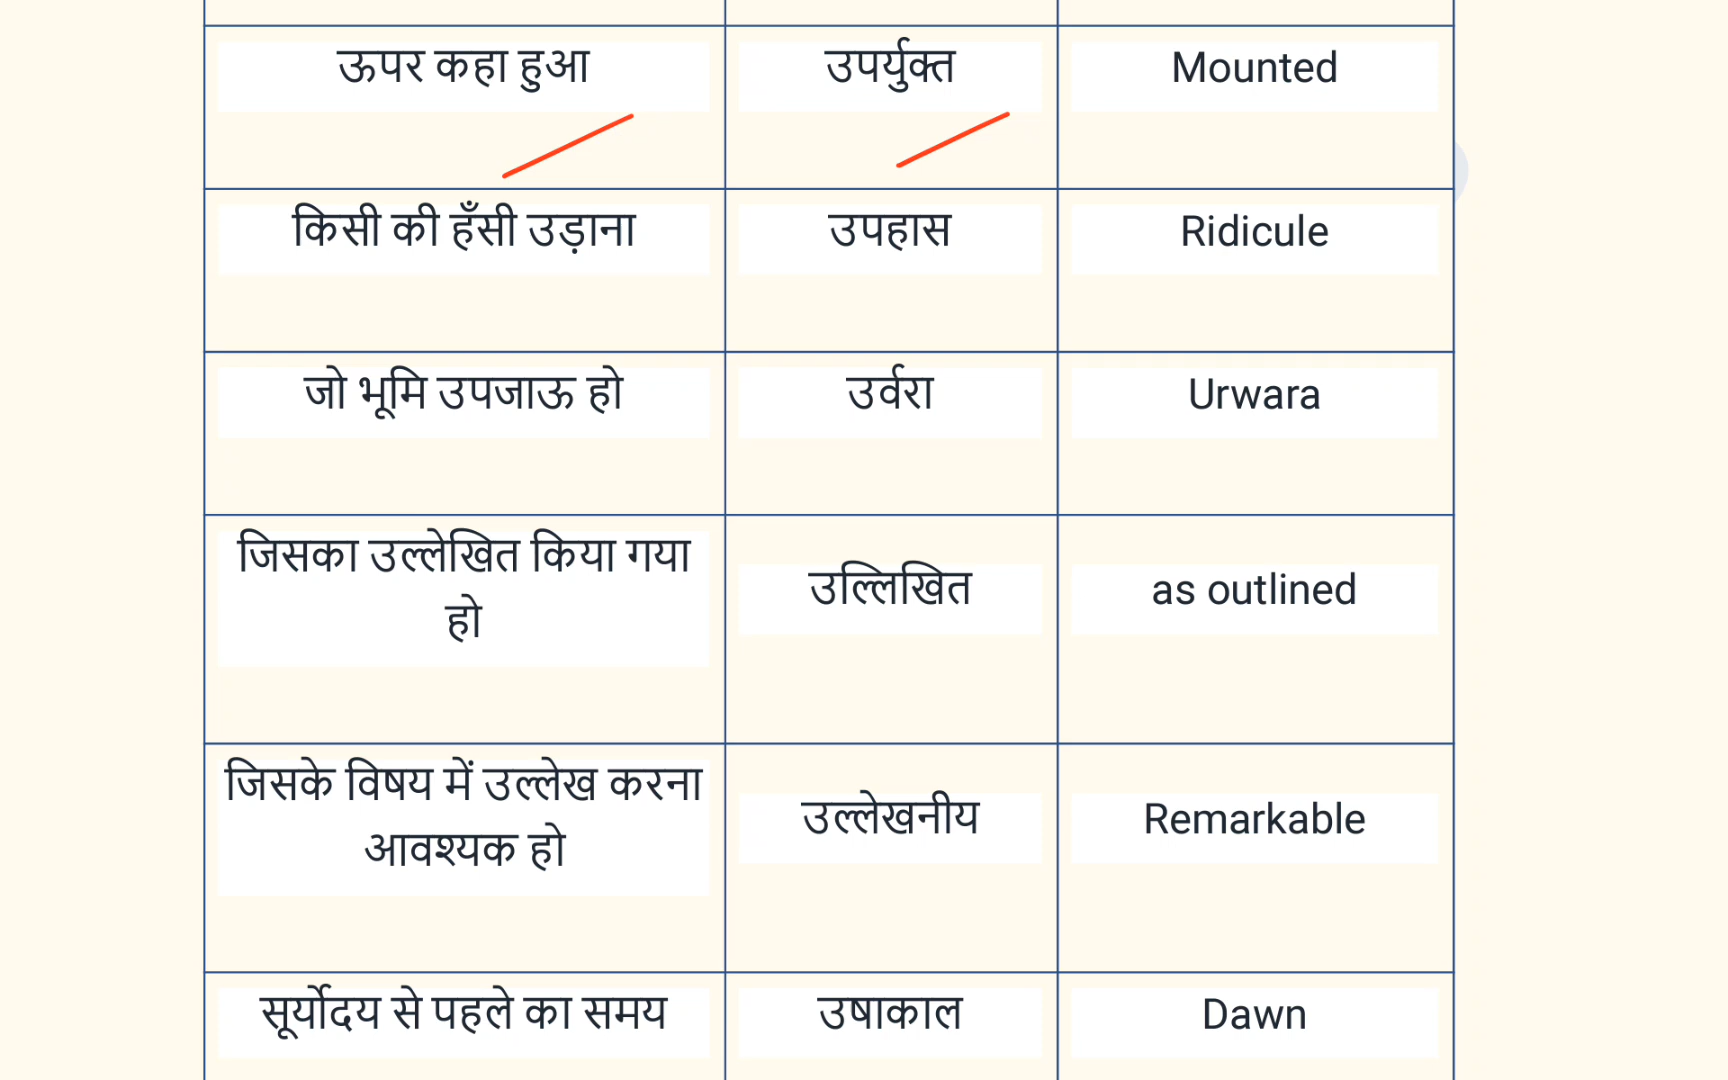 ऊपर कहा हुआ उपर्युक्त Mounted
किसी की हँसी उड़ाना उपहास Ridicule
जो भूमि उपजाऊ हो उर्वरा Urwara
जिसका उल्लेखित किया गया
हो
उल्लिखित as outlined
जिसके विषय में उल्लेख करना
आवश्यक हो
उल्लेखनीय Remarkable
सूर्योदय से पहले का समय उषाकाल Dawn